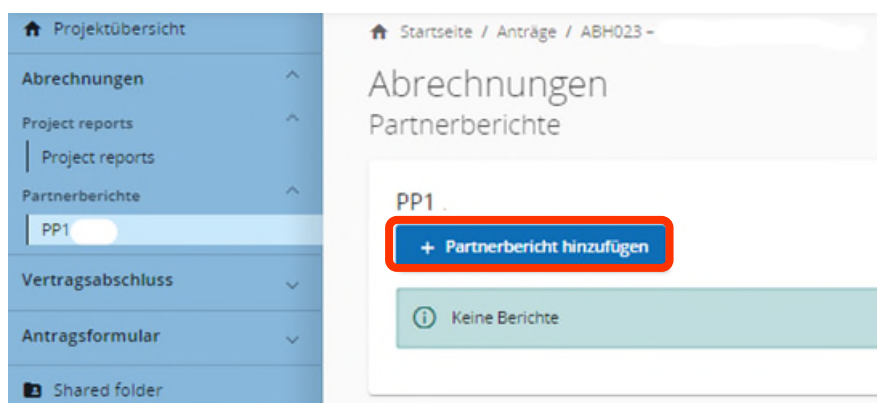 Projektübersicht
Abrechnungen
Project reports
Project reports
Partnerberichte
PP1
Vertragsabschluss
Antragsformular
Shared folder
Startseite / Anträge / ABH023 –
Abrechnungen
Partnerberichte
PP1
+ Partnerbericht hinzufügen
Keine Berichte